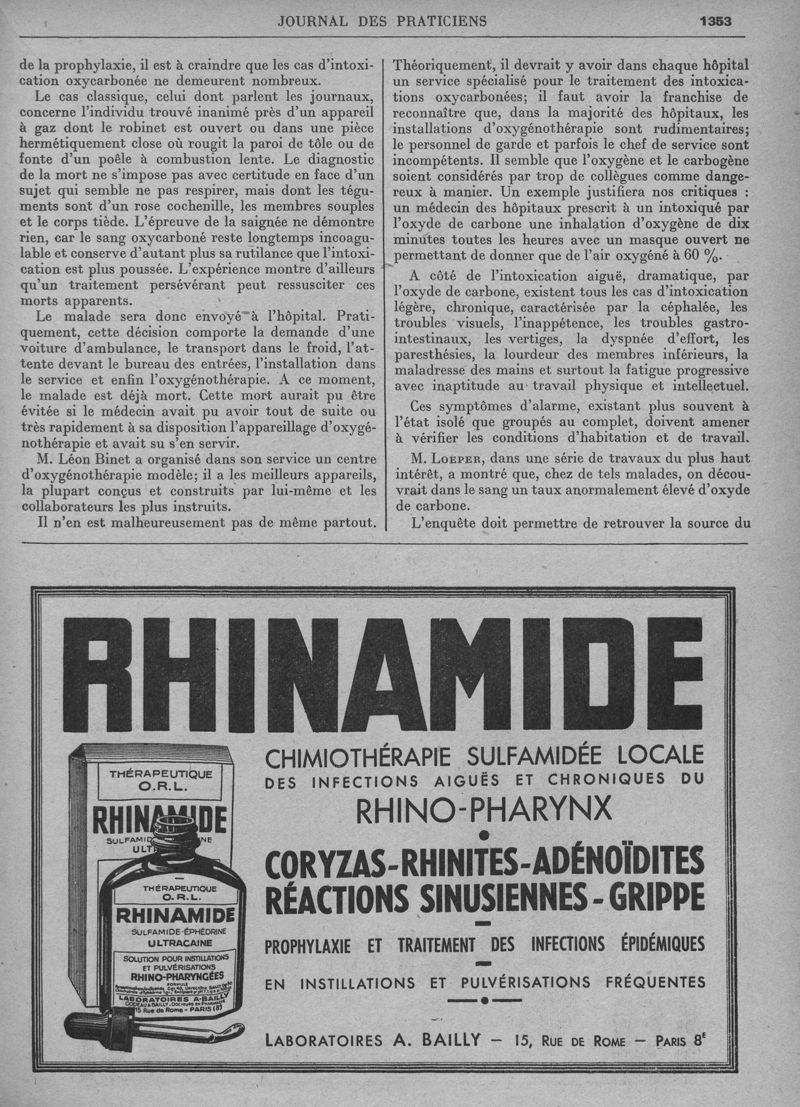 JOURNAL DES PRATICIENS
1353
de la prophylaxie, il est à craindre que les cas d'intoxi-
cation oxycarbonée ne demeurent nombreux.
Le cas classique, celui dont parlent les journaux,
concerne l'individu trouvé inanimé près d'un appareil
à gaz dont le robinet est ouvert ou dans une pièce
hermétiquement close où rougit la paroi de tôle ou de
fonte d'un poêle à combustion lente. Le diagnostic
de la mort ne s'impose pas avec certitude en face d'un
sujet qui semble ne pas respirer, mais dont les tégu-
ments sont d'un rose cochenille, les membres souples
et le corps tiède. L'épreuve de la saignée ne démontre
rien, car le sang oxycarboné reste longtemps incoagu-
lable et conserve d'autant plus sa rutilance que l'intoxi-
cation est plus poussée. L'expérience montre d'ailleurs
qu'un traitement persévérant peut ressusciter ces
morts apparents.
Le malade sera donc envoyé à l'hôpital. Prati-
quement, cette décision comporte la demande d'une
voiture d'ambulance, le transport dans le froid, l'at-
tente devant le bureau des entrées, l'installation dans
le service et enfin l'oxygénothérapie. A ce moment,
le malade est déjà mort. Cette mort aurait pu être
évitée si le médecin avait pu avoir tout de suite ou
très rapidement à sa disposition l'appareillage d'oxygé-
nothérapie et avait su s'en servir.
M. Léon Binet a organisé dans son service un centre
d'oxygénothérapie modèle; il a les meilleurs appareils,
la plupart conçus et construits par lui-même et les
collaborateurs les plus instruits.
Il n'en est malheureusement pas de même partout.
Théoriquement, il devrait y avoir dans chaque hôpital
un service spécialisé pour le traitement des intoxica-
tions oxycarbonées; il faut avoir la franchise de
reconnaître que, dans la majorité des hôpitaux, les
installations d'oxygénothérapie sont rudimentaires;
le personnel de garde et parfois le chef de service sont
incompétents. Il semble que l'oxygène et le carbogène
soient considérés par trop de collègues comme dange-
reux à manier. Un exemple justifiera nos critiques :
un médecin des hôpitaux prescrit à un intoxiqué par
l'oxyde de carbone une inhalation d'oxygène de dix
minutes toutes les heures avec un masque ouvert ne
permettant de donner que de l'air oxygéné à 60 %.
A côté de l'intoxication aiguë, dramatique, par
l'oxyde de carbone, existent tous les cas d'intoxication
légère, chronique, caractérisée par la céphalée, les
troubles visuels, l'inappétence, les troubles gastro-
intestinaux, les vertiges, la dyspnée d'effort, les
paresthésies, la lourdeur des membres inférieurs, la
maladresse des mains et surtout la fatigue progressive
avec inaptitude au travail physique et intellectuel.
Ces symptômes d'alarme, existant plus souvent à
l'état isolé que groupés au complet, doivent amener
à vérifier les conditions d'habitation et de travail.
M. LOEPER, dans une série de travaux du plus haut
intérêt, a montré que, chez de tels malades, on décou-
vrait dans le sang un taux anormalement élevé d'oxyde
de carbone.
L'enquête doit permettre de retrouver la source du
RHINAMIDE
CHIMIOTHÉRAPIE SULFAMIDÉE LOCALE
DES INFECTIONS AIGUËS ET CHRONIQUES DU
RHINO-PHARYNX
CORYZAS-RHINITES-ADÉNOÏDITES
RÉACTIONS SINUSIENNES-GRIPPE
PROPHYLAXIE ET TRAITEMENT DES INFECTIONS ÉPIDÉMIQUES
EN INSTILLATIONS ET PULVÉRISATIONS FRÉQUENTES
LABORATOIRES A. BAILLY – 15, RUE DE ROME – PARIS 8E
THÉRAPEUTIQUE
O.R.L.
RHINAMIDE
THÉRAPEUTIQUE
O.R.L.
RHINAMIDE
SULFAMIDE-ÉPHÉDRINE
ULTRACAINE
SOLUTION POUR INSTILLATIONS
ET PULVÉRISATIONS
RHINO-PHARYNGÉES
FORMULE
LABORATOIRES A. BAILLY
15 Rue de Rome - PARIS (8)